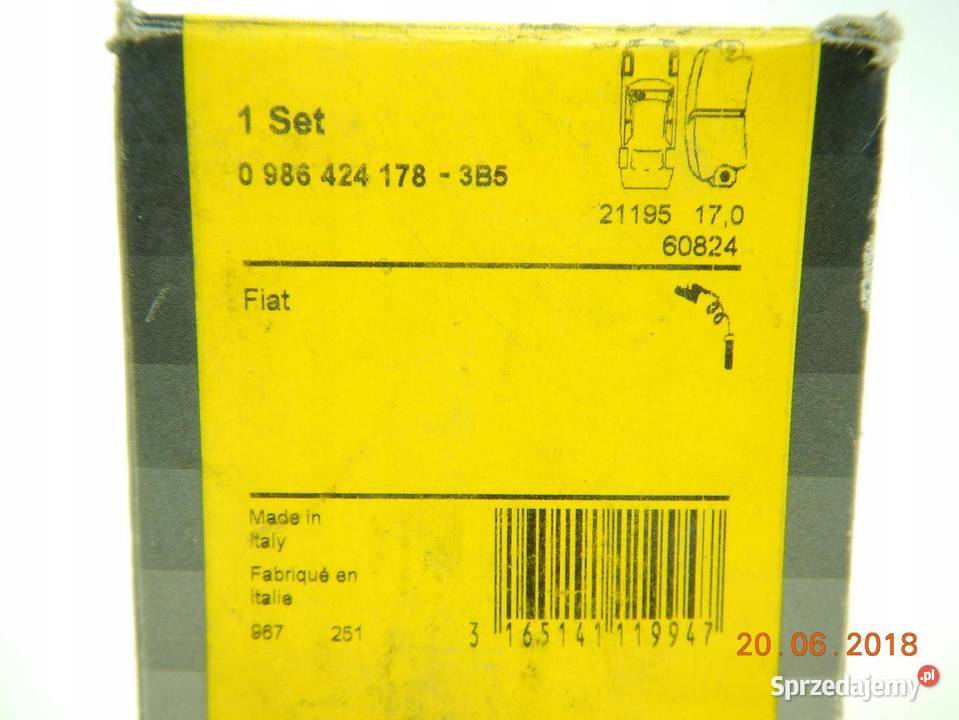 1 Set
0 986 424 178 - 3B5
21195 17,0
60824
Fiat
Made in
Italy
Fabriqué en
Italie
967 251
3 165141 119947
20.06.2018
Sprzedajemy.pl